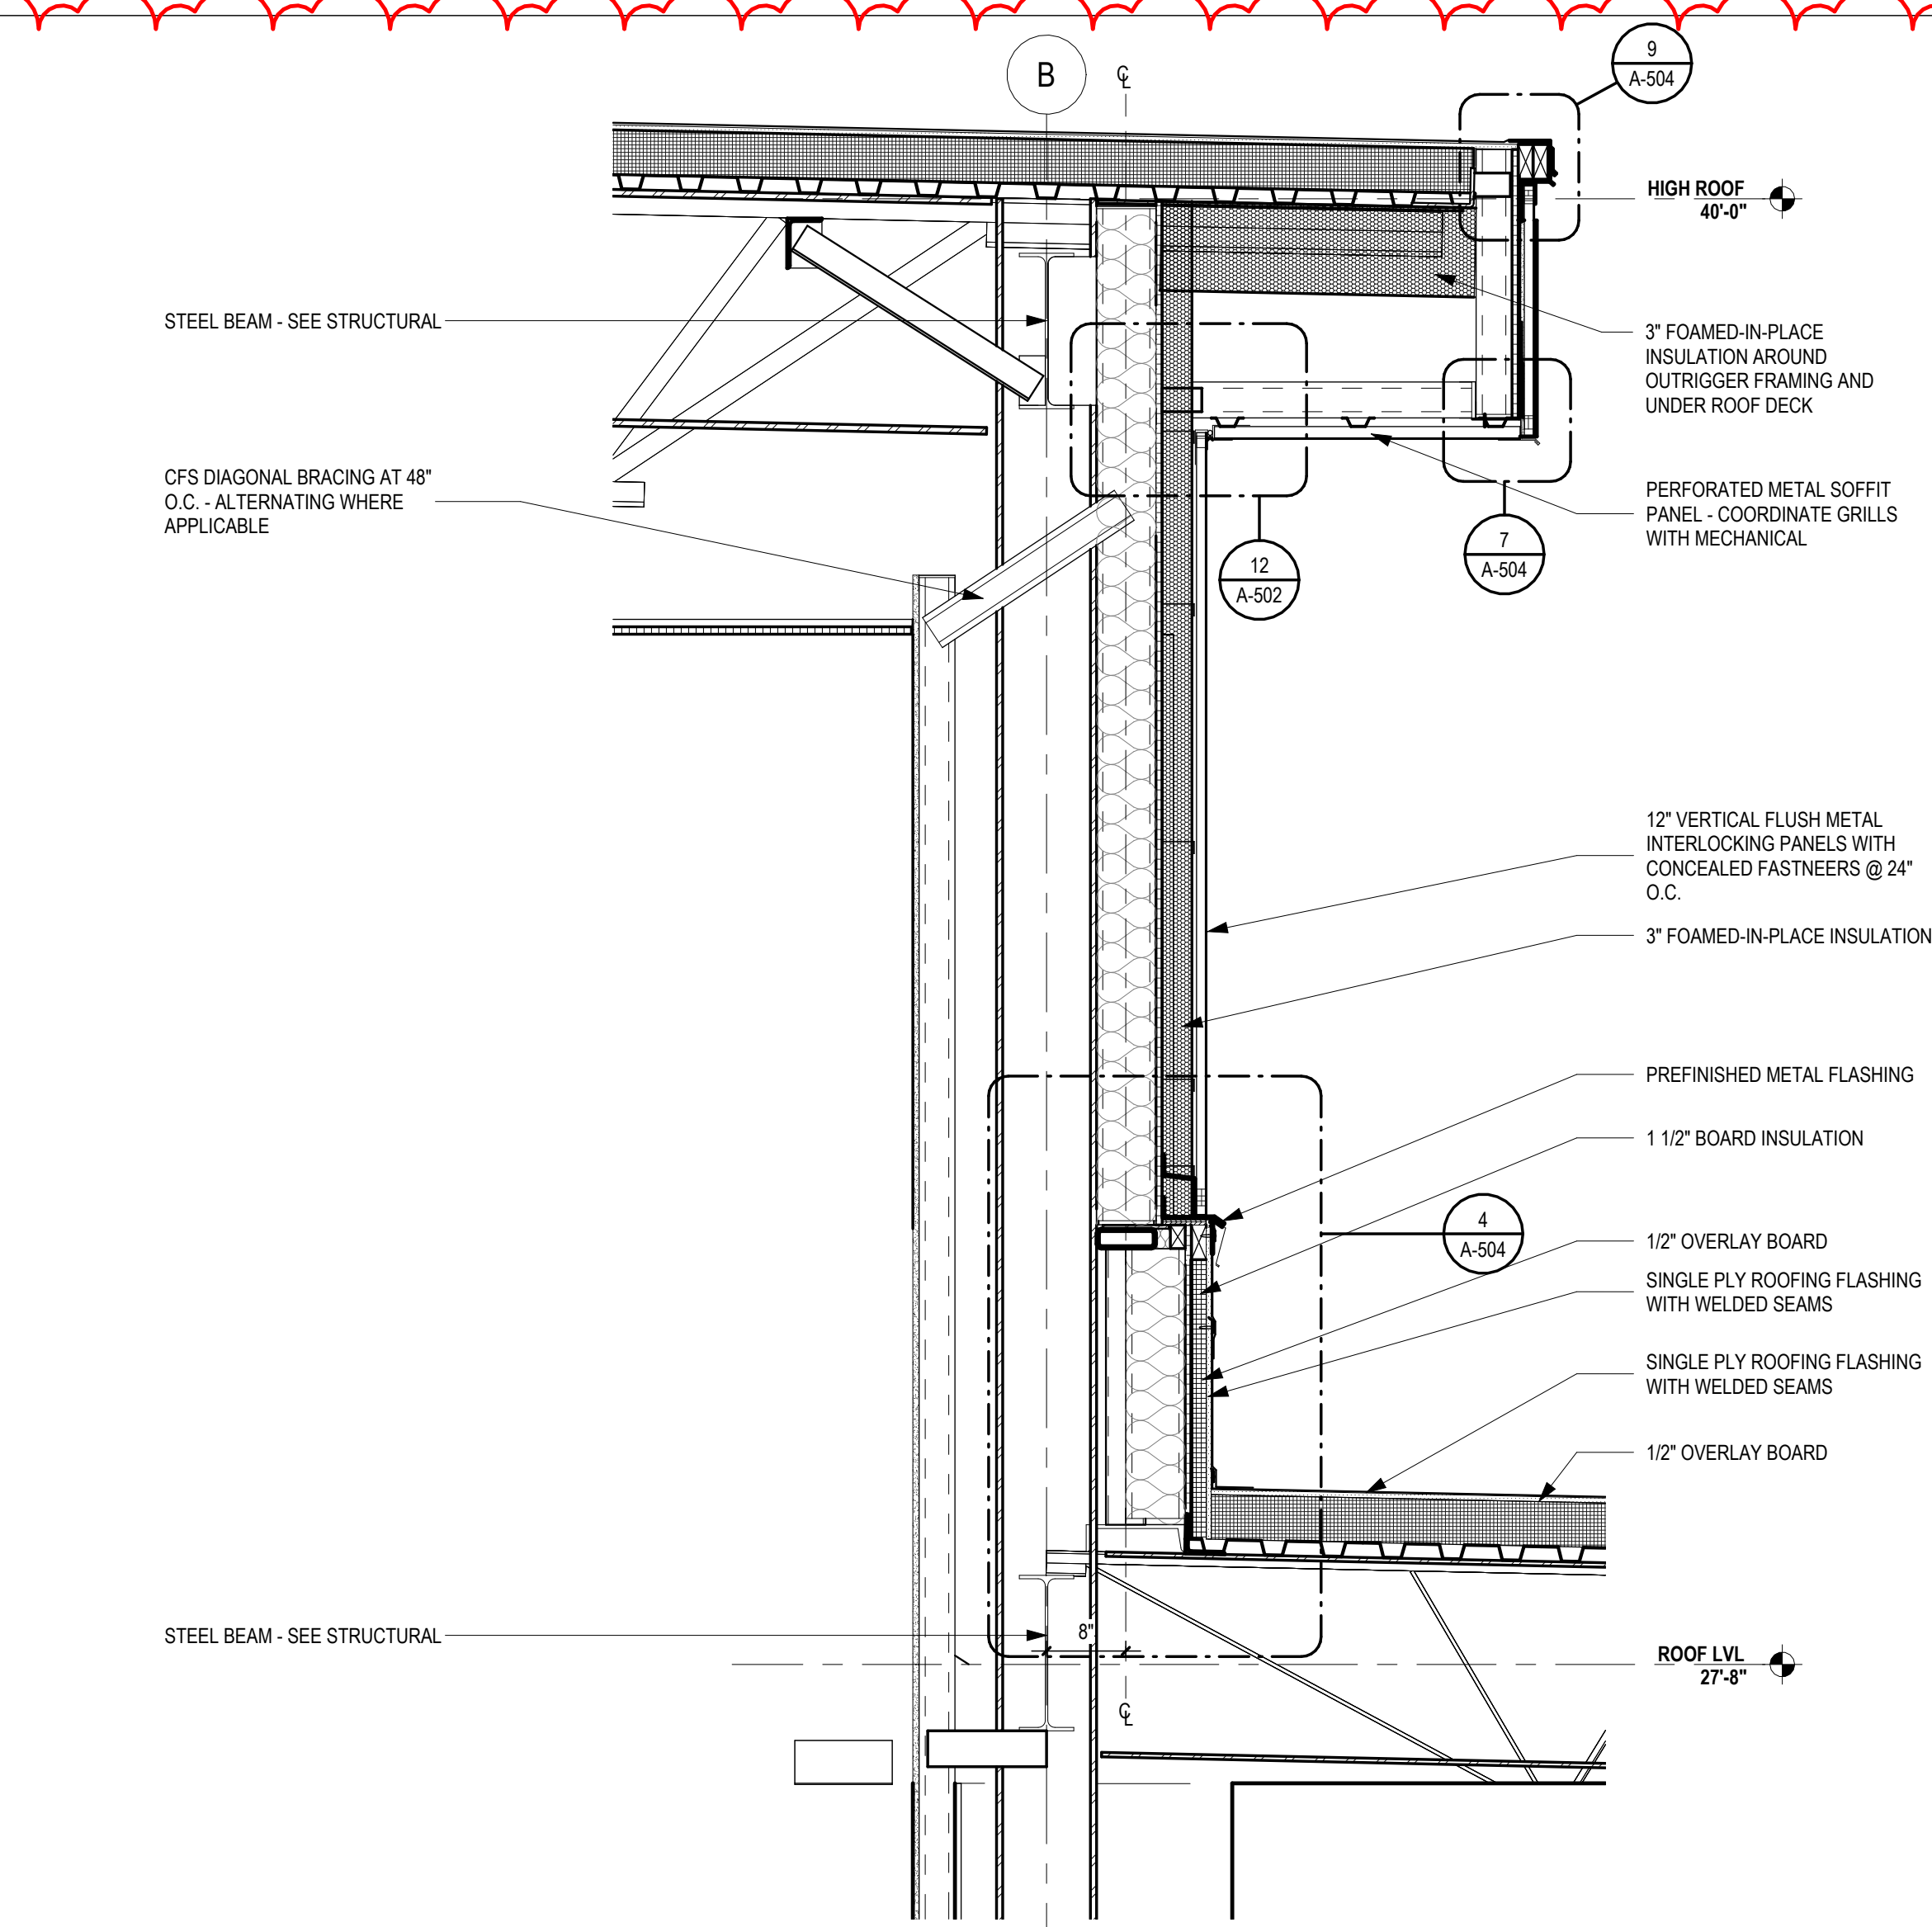 B
℄
9
A-504
HIGH ROOF
40'-0"
STEEL BEAM - SEE STRUCTURAL
3" FOAMED-IN-PLACE
INSULATION AROUND
OUTRIGGER FRAMING AND
UNDER ROOF DECK
CFS DIAGONAL BRACING AT 48"
O.C. - ALTERNATING WHERE
APPLICABLE
PERFORATED METAL SOFFIT
PANEL - COORDINATE GRILLS
WITH MECHANICAL
7
A-504
12
A-502
12" VERTICAL FLUSH METAL
INTERLOCKING PANELS WITH
CONCEALED FASTNEERS @ 24"
O.C.
3" FOAMED-IN-PLACE INSULATION
PREFINISHED METAL FLASHING
1 1/2" BOARD INSULATION
4
A-504
1/2" OVERLAY BOARD
SINGLE PLY ROOFING FLASHING
WITH WELDED SEAMS
SINGLE PLY ROOFING FLASHING
WITH WELDED SEAMS
1/2" OVERLAY BOARD
STEEL BEAM - SEE STRUCTURAL
8"
ROOF LVL
27'-8"
℄